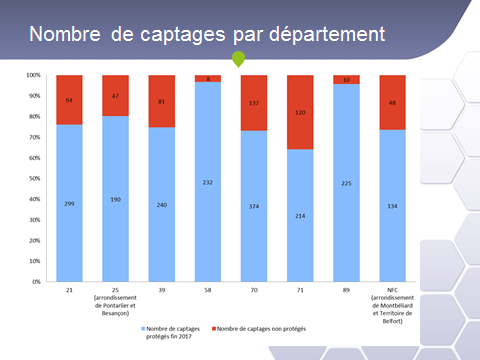 Nombre de captages par département
100%
90%
80%
70%
60%
50%
40%
30%
20%
10%
0%
94 47 81 8 137 120 10 48
299 190 240 232 374 214 225 134
21 25 39 58 70 71 89 NFC
(arrondissement (arrondissement
de Pontarlier et de Montbéliard
Besançon) et Territoire de
Belfort)
Nombre de captages Nombre de captages non protégés
protégés fin 2017